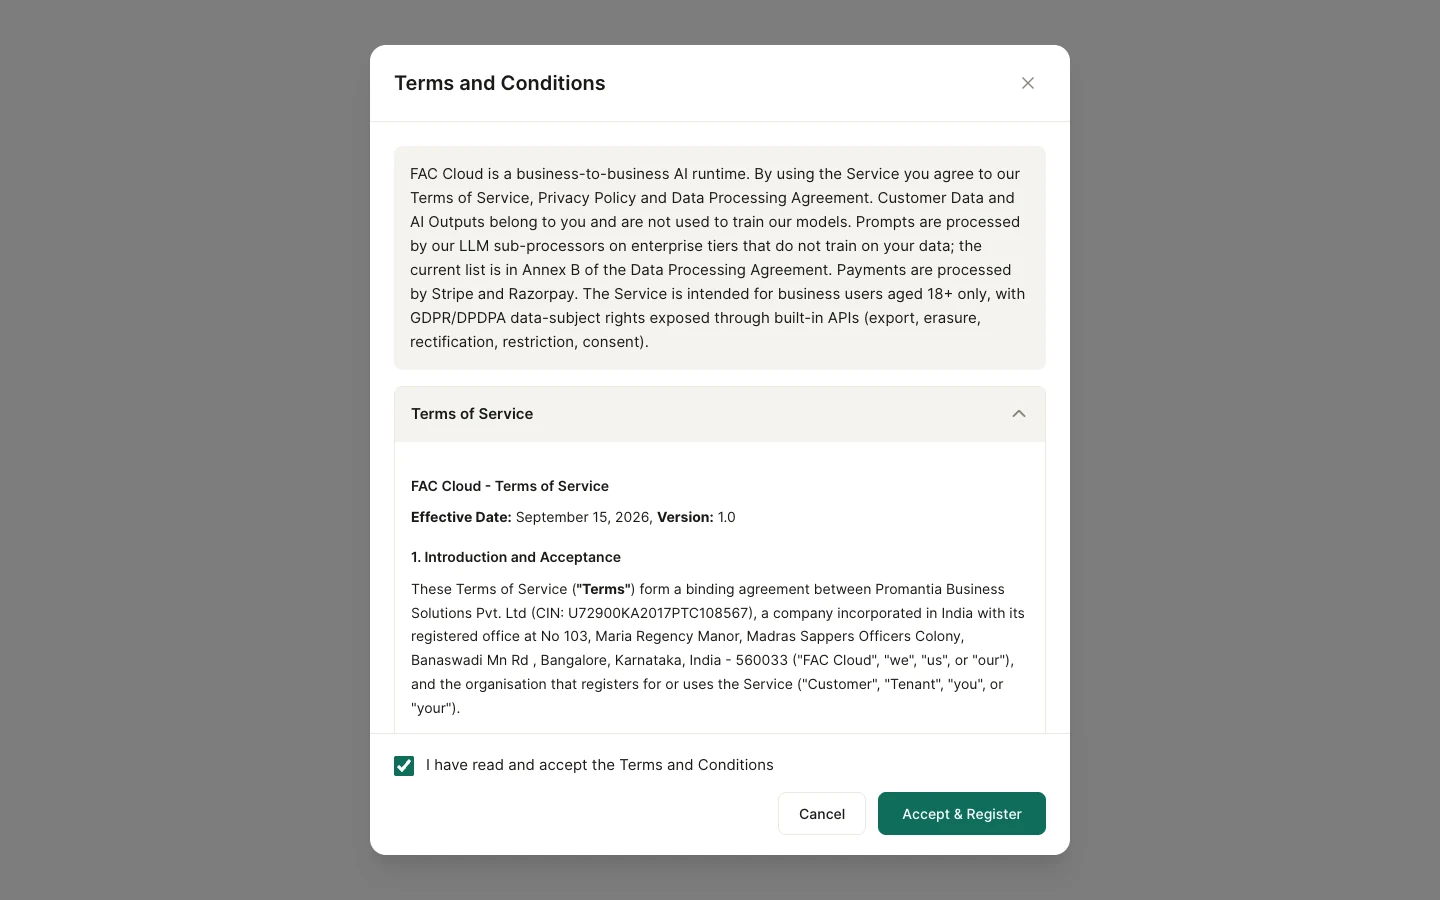 Terms and Conditions
FAC Cloud is a business-to-business AI runtime. By using the Service you agree to our
Terms of Service, Privacy Policy and Data Processing Agreement. Customer Data and
AI Outputs belong to you and are not used to train our models. Prompts are processed
by our LLM sub-processors on enterprise tiers that do not train on your data; the
current list is in Annex B of the Data Processing Agreement. Payments are processed
by Stripe and Razorpay. The Service is intended for business users aged 18+ only, with
GDPR/DPDPA data-subject rights exposed through built-in APIs (export, erasure,
rectification, restriction, consent).
Terms of Service
FAC Cloud - Terms of Service
Effective Date: September 15, 2026, Version: 1.0
1. Introduction and Acceptance
These Terms of Service ("Terms") form a binding agreement between Promantia Business
Solutions Pvt. Ltd (CIN: U72900KA2017PTC108567), a company incorporated in India with its
registered office at No 103, Maria Regency Manor, Madras Sappers Officers Colony,
Banaswadi Mn Rd , Bangalore, Karnataka, India - 560033 ("FAC Cloud", "we", "us", or "our"),
and the organisation that registers for or uses the Service ("Customer", "Tenant", "you", or
"your").
I have read and accept the Terms and Conditions
Cancel
Accept & Register